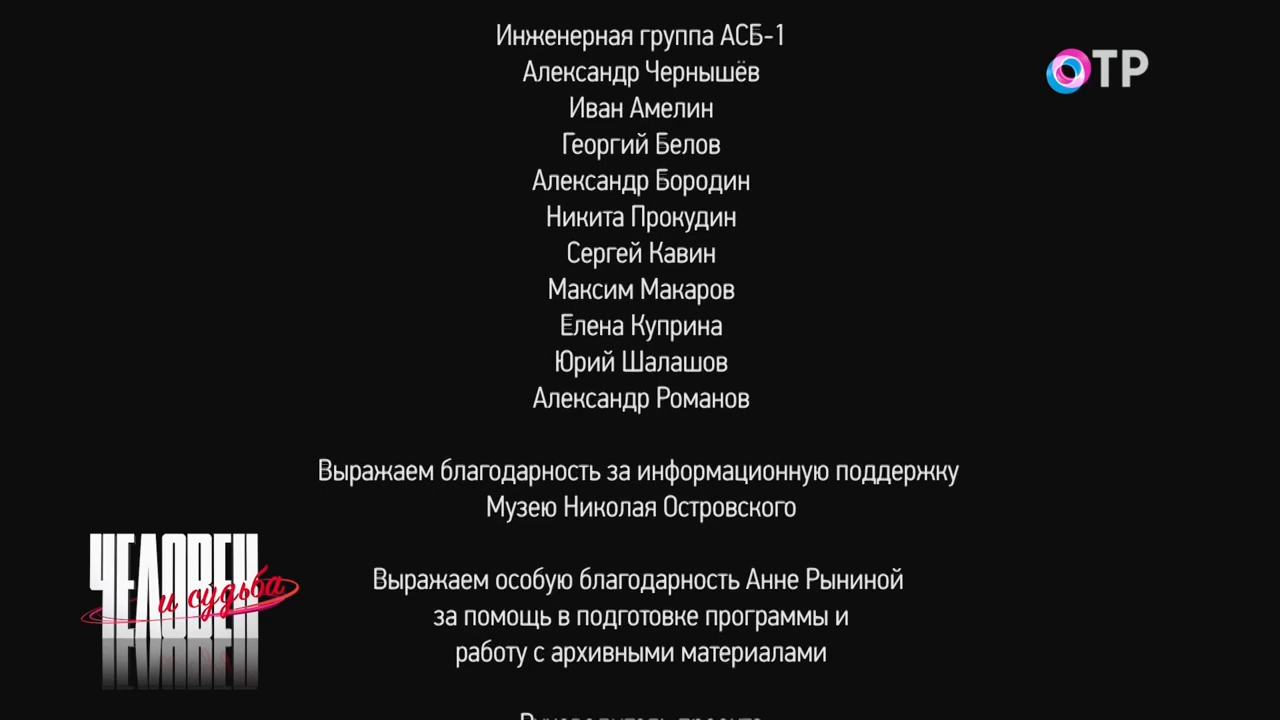 Инженерная группа АСБ-1
ОТР
Александр Чернышёв
Иван Амелин
Георгий Белов
Александр Бородин
Никита Прокудин
Сергей Кавин
Максим Макаров
Елена Куприна
Юрий Шалашов
Александр Романов
Выражаем благодарность за информационную поддержку
Музею Николая Островского
ЧЕЛОВЕК
и судьба
Выражаем особую благодарность Анне Рыниной
за помощь в подготовке программы и
работу с архивными материалами